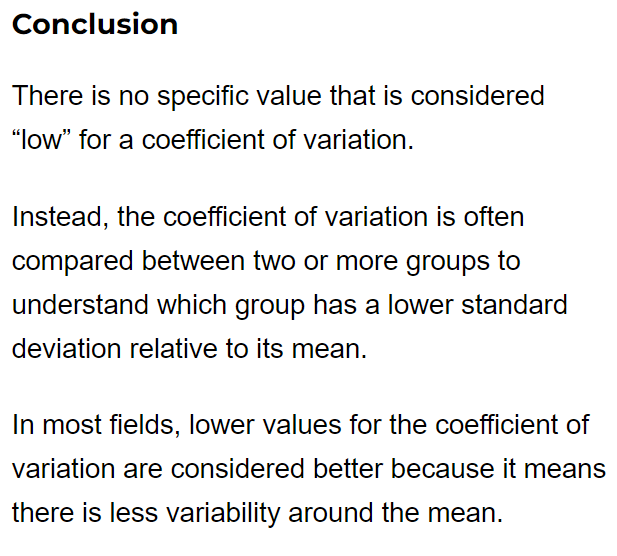 Conclusion
There is no specific value that is considered
“low” for a coefficient of variation.
Instead, the coefficient of variation is often
compared between two or more groups to
understand which group has a lower standard
deviation relative to its mean.
In most fields, lower values for the coefficient of
variation are considered better because it means
there is less variability around the mean.